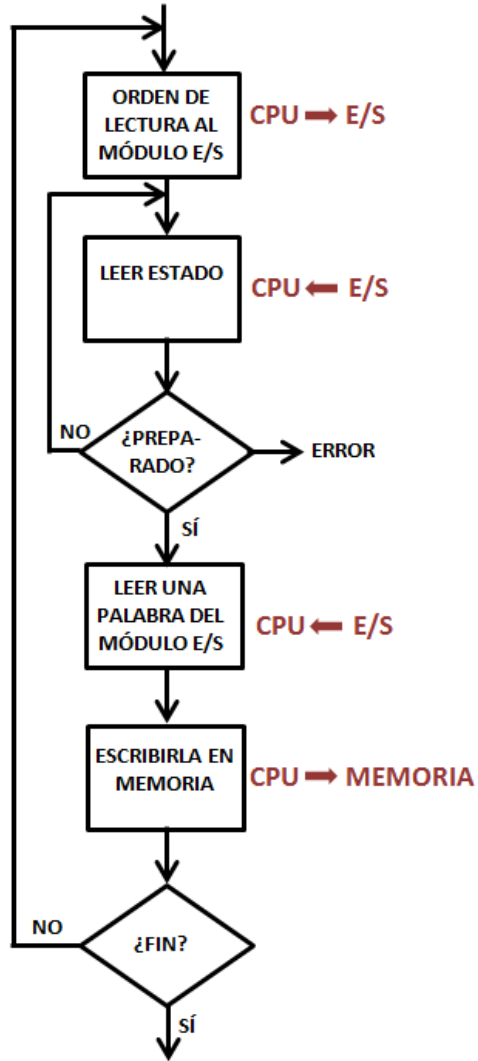 ORDEN DE
LECTURA AL
MÓDULO E/S
CPU ➡ E/S
LEER ESTADO
CPU ⬅ E/S
NO
¿PREPA-
RADO?
ERROR
SÍ
LEER UNA
PALABRA DEL
MÓDULO E/S
CPU ⬅ E/S
ESCRIBIRLA EN
MEMORIA
CPU ➡ MEMORIA
NO
¿FIN?
SÍ